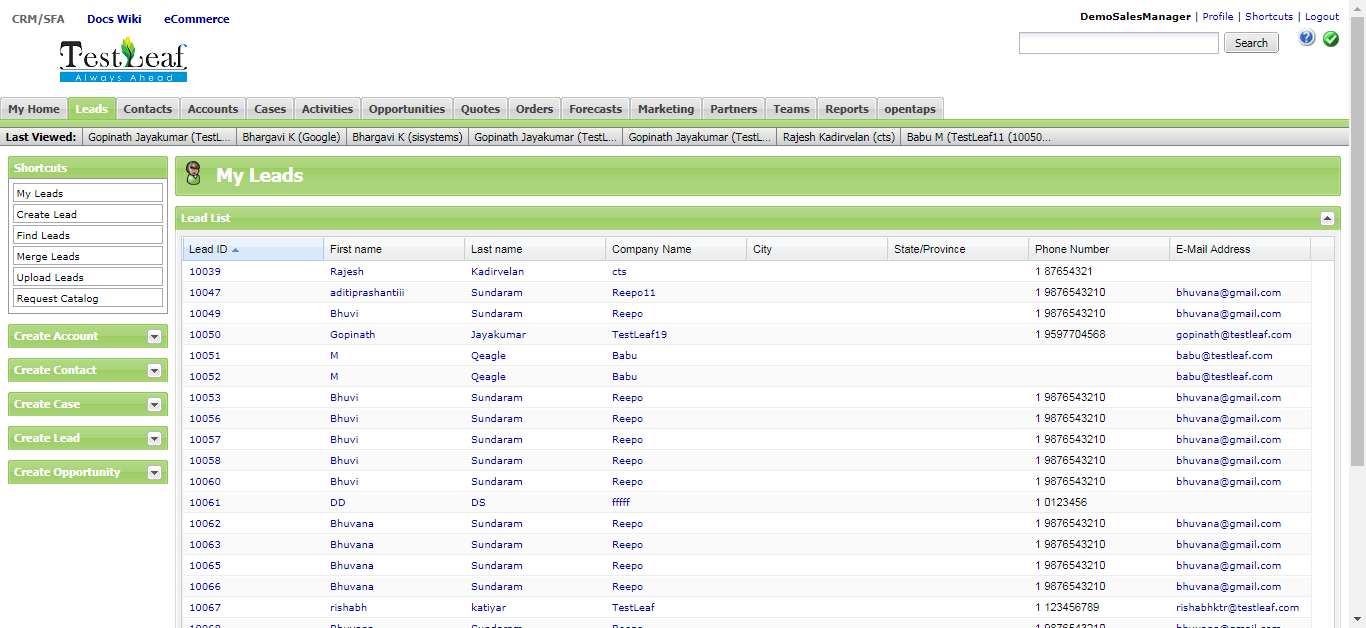 CRM/SFA Docs Wiki eCommerce
DemoSalesManager | Profile | Shortcuts | Logout
TestLeaf
Always Ahead
Search
My Home Leads Contacts Accounts Cases Activities Opportunities Quotes Orders Forecasts Marketing Partners Teams Reports opentaps
Last Viewed: Gopinath Jayakumar (TestL... Bhargavi K (Google) Bhargavi K (sisystems) Gopinath Jayakumar (TestL... Gopinath Jayakumar (TestL... Rajesh Kadirvelan (cts) Babu M (TestLeaf11 (10050...
Shortcuts
My Leads
Create Lead
Find Leads
Merge Leads
Upload Leads
Request Catalog
Create Account
Create Contact
Create Case
Create Lead
Create Opportunity
My Leads
Lead List
Lead ID First name Last name Company Name City State/Province Phone Number E-Mail Address
10039 Rajesh Kadirvelan cts 1 87654321
10047 aditiprashantiii Sundaram Reepo11 1 9876543210 bhuvana@gmail.com
10049 Bhuvi Sundaram Reepo 1 9876543210 bhuvana@gmail.com
10050 Gopinath Jayakumar TestLeaf19 1 9597704568 gopinath@testleaf.com
10051 M Qeagle Babu babu@testleaf.com
10052 M Qeagle Babu babu@testleaf.com
10053 Bhuvi Sundaram Reepo 1 9876543210 bhuvana@gmail.com
10056 Bhuvi Sundaram Reepo 1 9876543210 bhuvana@gmail.com
10057 Bhuvi Sundaram Reepo 1 9876543210 bhuvana@gmail.com
10058 Bhuvi Sundaram Reepo 1 9876543210 bhuvana@gmail.com
10060 Bhuvi Sundaram Reepo 1 9876543210 bhuvana@gmail.com
10061 DD DS fffff 1 0123456
10062 Bhuvana Sundaram Reepo 1 9876543210 bhuvana@gmail.com
10063 Bhuvana Sundaram Reepo 1 9876543210 bhuvana@gmail.com
10065 Bhuvana Sundaram Reepo 1 9876543210 bhuvana@gmail.com
10066 Bhuvana Sundaram Reepo 1 9876543210 bhuvana@gmail.com
10067 rishabh katiyar TestLeaf 1 123456789 rishabhktr@testleaf.com